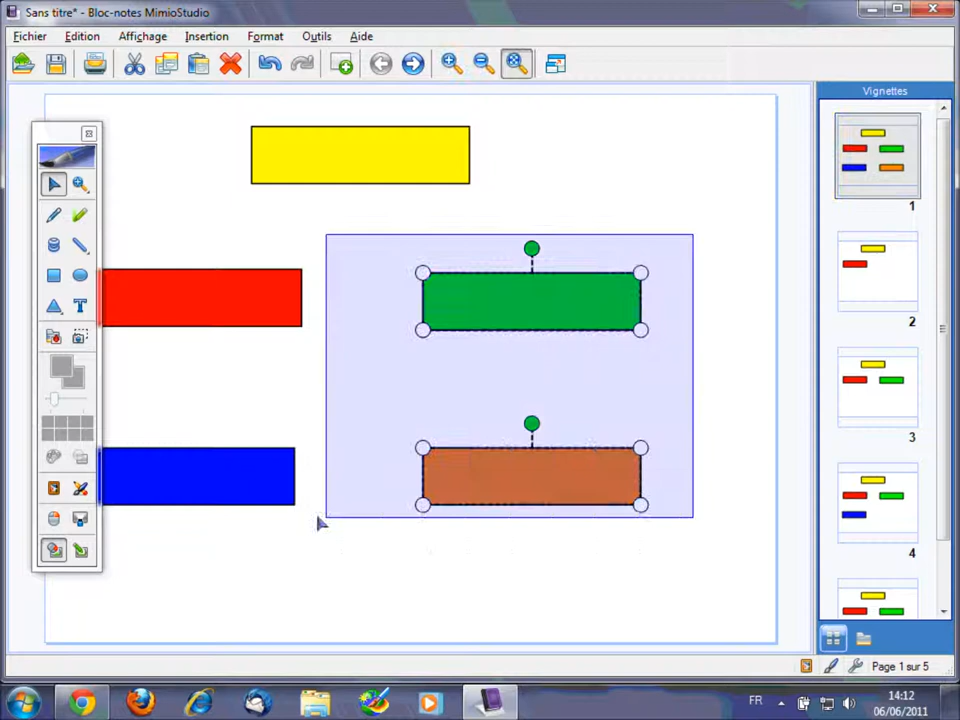 Sans titre* - Bloc-notes MimioStudio
Fichier Edition Affichage Insertion Format Outils Aide
Vignettes
1
2
3
4
Page 1 sur 5
FR
14:12
06/06/2011